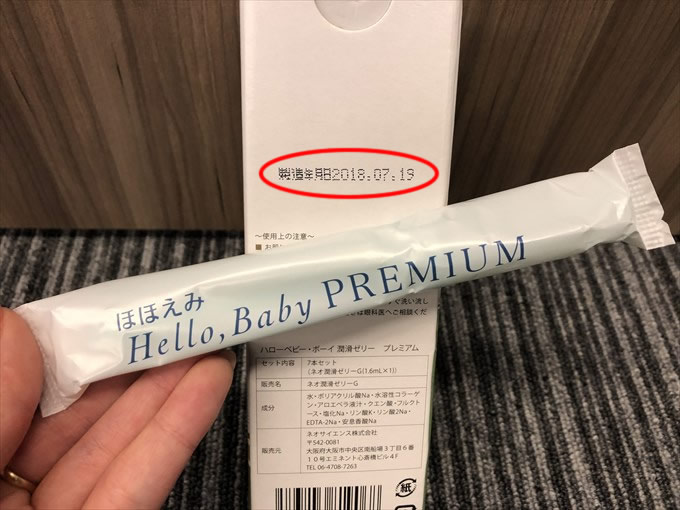 製造年月日2018.07.19
～使用上の注意～
ほほえみ
Hello, Baby PREMIUM
ハローベビー・ボーイ 潤滑ゼリー　プレミアム
セット内容 7本セット
（ネオ潤滑ゼリーG(1.6mL×1)）
販売名 ネオ潤滑ゼリーG
成分 水・ポリアクリル酸Na・水溶性コラーゲ
ン・アロエベラ液汁・クエン酸・フルクト
ース・塩化Na・リン酸K・リン酸2Na・
EDTA-2Na・安息香酸Na
販売元 ネオサイエンス株式会社
〒542-0081
大阪府大阪市中央区南船場３丁目６番
10号エミネント心斎橋ビル４F
TEL 06-4708-7263
紙